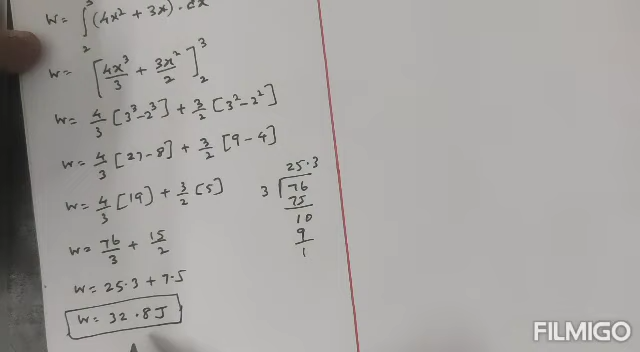 W = ∫₂³ (4x² + 3x) · dx
W = [4x³/3 + 3x²/2]₂³
W = 4/3 [3³ - 2³] + 3/2 [3² - 2²]
W = 4/3 [27 - 8] + 3/2 [9 - 4]
W = 4/3 [19] + 3/2 [5]
W = 76/3 + 15/2
W = 25.3 + 7.5
W = 32.8 J
25.3
3 76
75
10
9
1
FILMIGO